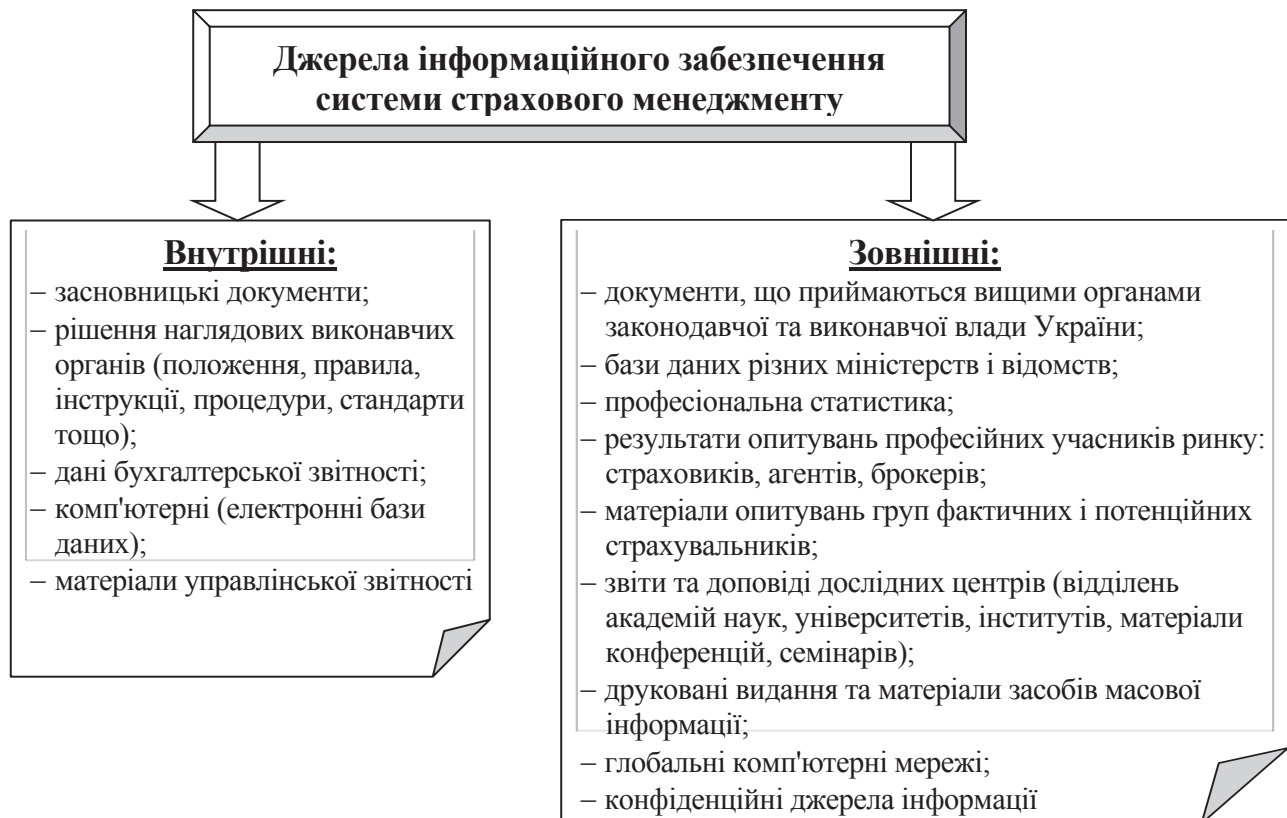 Джерела інформаційного забезпечення
системи страхового менеджменту
Внутрішні:
– засновницькі документи;
– рішення наглядових виконавчих
органів (положення, правила,
інструкції, процедури, стандарти
тощо);
– дані бухгалтерської звітності;
– комп'ютерні (електронні бази
даних);
– матеріали управлінської звітності
Зовнішні:
– документи, що приймаються вищими органами
законодавчої та виконавчої влади України;
– бази даних різних міністерств і відомств;
– професіональна статистика;
– результати опитувань професійних учасників ринку:
страховиків, агентів, брокерів;
– матеріали опитувань груп фактичних і потенційних
страхувальників;
– звіти та доповіді дослідних центрів (відділень
академій наук, університетів, інститутів, матеріали
конференцій, семінарів);
– друковані видання та матеріали засобів масової
інформації;
– глобальні комп'ютерні мережі;
– конфіденційні джерела інформації